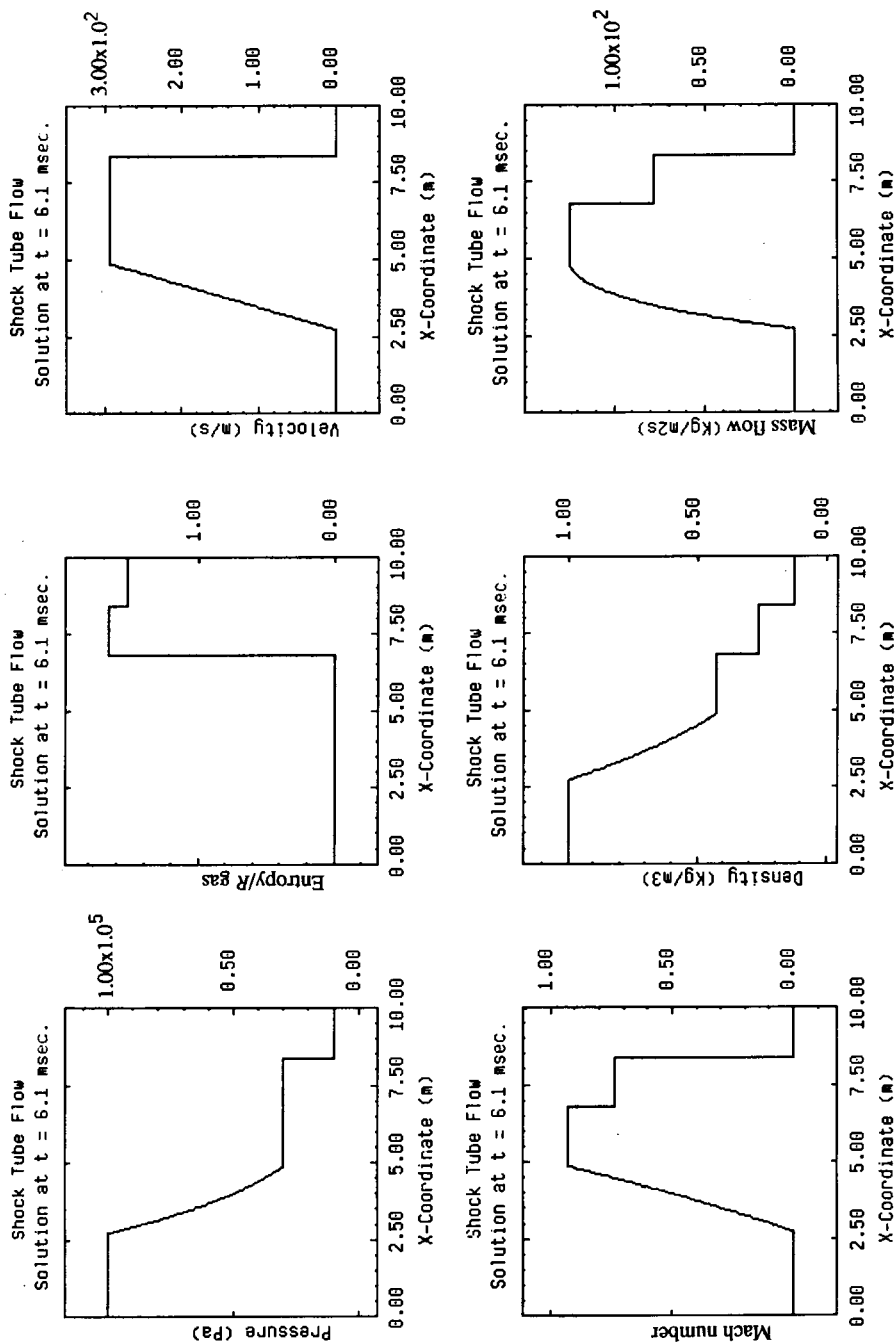 Shock Tube Flow
Solution at t = 6.1 msec.
1.00x1.0⁵
0.50
0.00
Pressure (Pa)
0.00 2.50 5.00 7.50 10.00
X-Coordinate (m)
Shock Tube Flow
Solution at t = 6.1 msec.
1.00
0.00
Entropy/R gas
0.00 2.50 5.00 7.50 10.00
X-Coordinate (m)
Shock Tube Flow
Solution at t = 6.1 msec.
3.00x1.0²
2.00
1.00
0.00
Velocity (m/s)
0.00 2.50 5.00 7.50 10.00
X-Coordinate (m)
Shock Tube Flow
Solution at t = 6.1 msec.
1.00
0.50
0.00
Mach number
0.00 2.50 5.00 7.50 10.00
X-Coordinate (m)
Shock Tube Flow
Solution at t = 6.1 msec.
1.00
0.50
0.00
Density (Kg/m3)
0.00 2.50 5.00 7.50 10.00
X-Coordinate (m)
Shock Tube Flow
Solution at t = 6.1 msec.
1.00x10²
0.50
0.00
Mass flow (Kg/m2s)
0.00 2.50 5.00 7.50 10.00
X-Coordinate (m)